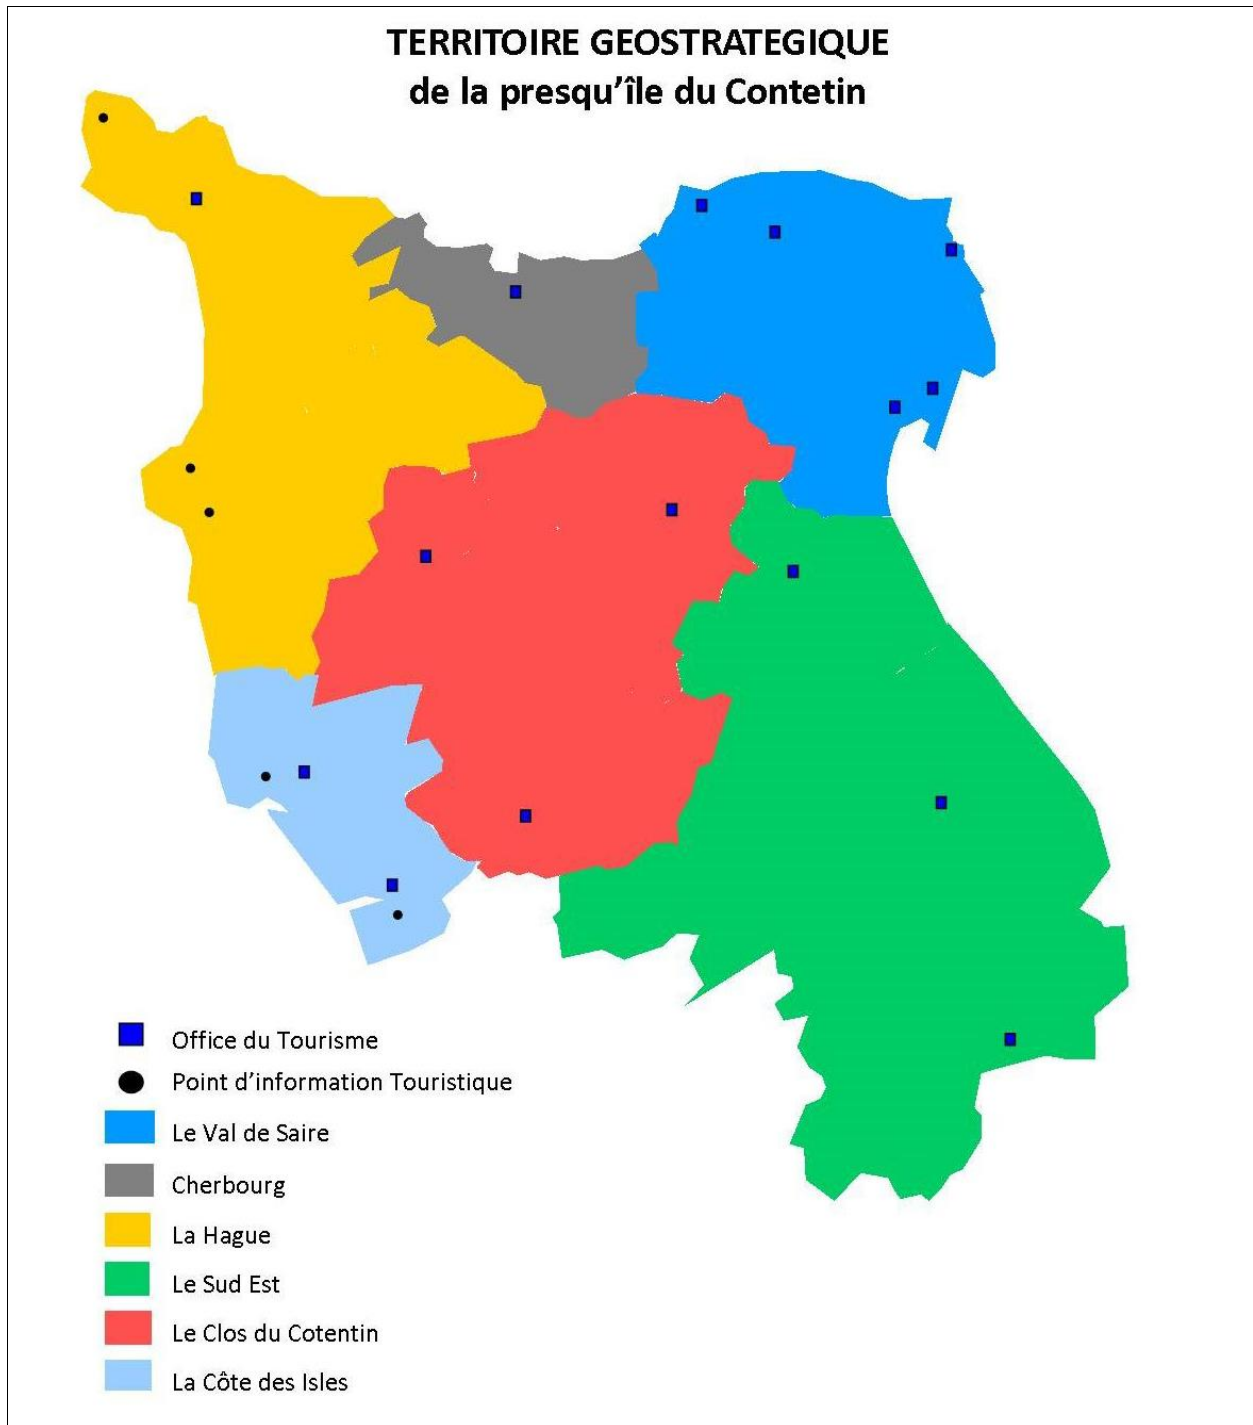 TERRITOIRE GEOSTRATEGIQUE
de la presqu’île du Contetin
Office du Tourisme
Point d’information Touristique
Le Val de Saire
Cherbourg
La Hague
Le Sud Est
Le Clos du Cotentin
La Côte des Isles